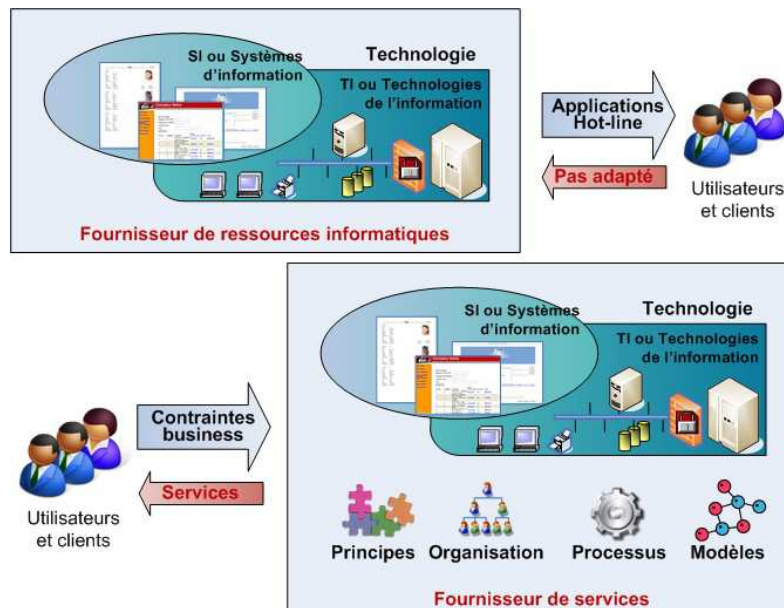 Technologie
SI ou Systèmes
d'information
TI ou Technologies
de l'information
Fournisseur de ressources informatiques
Applications
Hot-line
Pas adapté
Utilisateurs
et clients
Technologie
SI ou Systèmes
d'information
TI ou Technologies
de l'information
Contraintes
business
Services
Utilisateurs
et clients
Principes Organisation Processus Modèles
Fournisseur de services